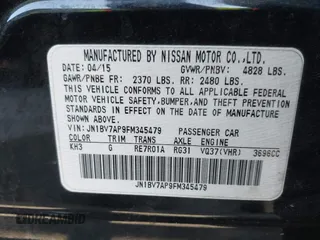 MANUFACTURED BY NISSAN MOTOR CO.,LTD.
DATE 04/15 GVWR/PNBV: 4828 LBS.
GAWR/PNBE FR: 2370 LBS. RR: 2480 LBS.
THIS VEHICLE CONFORMS TO ALL APPLICABLE FEDERAL
MOTOR VEHICLE SAFETY,BUMPER,AND THEFT PREVENTION
STANDARDS IN EFFECT ON THE DATE OF MANUFACTURE
SHOWN ABOVE.
VIN: JN1BV7AP9FM345479 PASSENGER CAR
COLOR TRIM TRANS AXLE ENGINE
KH3 G RE7R01A RG31 VQ37(VHR) 3696CC
JN1BV7AP9FM345479
STATAUTOBIDMASTER